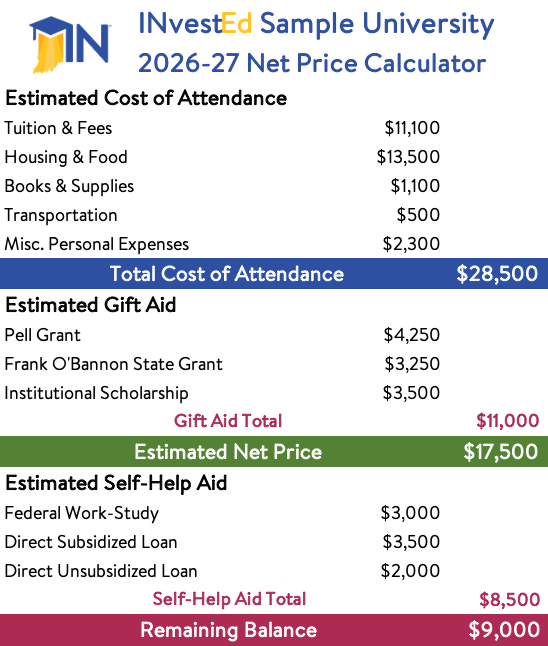 IN
INvestEd Sample University
2026-27 Net Price Calculator
Estimated Cost of Attendance
Tuition & Fees $11,100
Housing & Food $13,500
Books & Supplies $1,100
Transportation $500
Misc. Personal Expenses $2,300
Total Cost of Attendance $28,500
Estimated Gift Aid
Pell Grant $4,250
Frank O'Bannon State Grant $3,250
Institutional Scholarship $3,500
Gift Aid Total $11,000
Estimated Net Price $17,500
Estimated Self-Help Aid
Federal Work-Study $3,000
Direct Subsidized Loan $3,500
Direct Unsubsidized Loan $2,000
Self-Help Aid Total $8,500
Remaining Balance $9,000